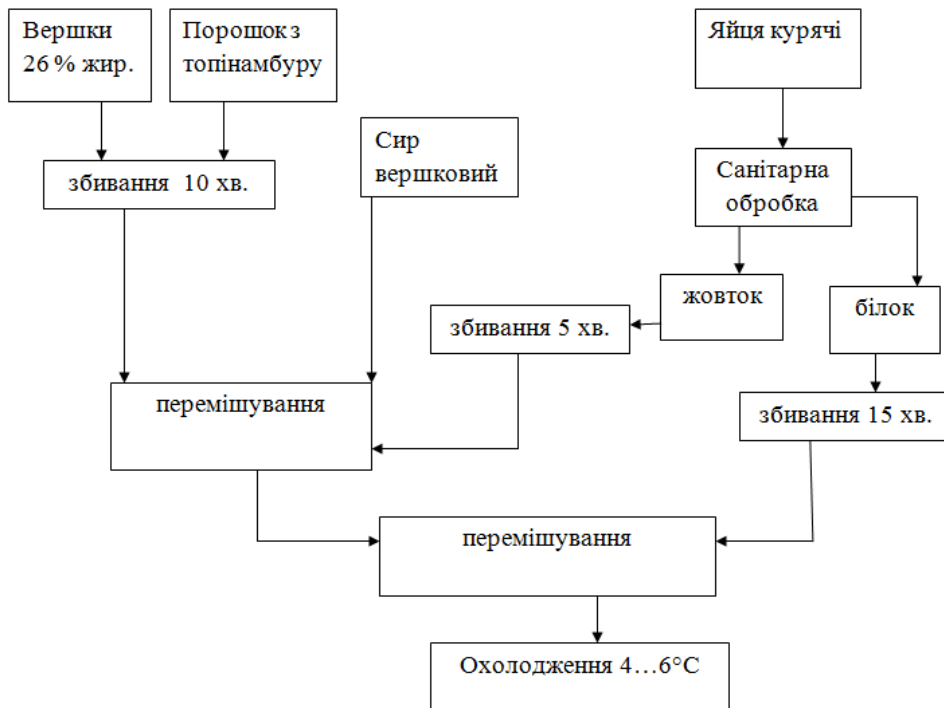 Вершки
26 % жир.
Порошок з
топінамбуру
Яйця курячі
Сир
вершковий
збивання 10 хв.
Санітарна
обробка
жовток
білок
збивання 5 хв.
перемішування
збивання 15 хв.
перемішування
Охолодження 4…6°С